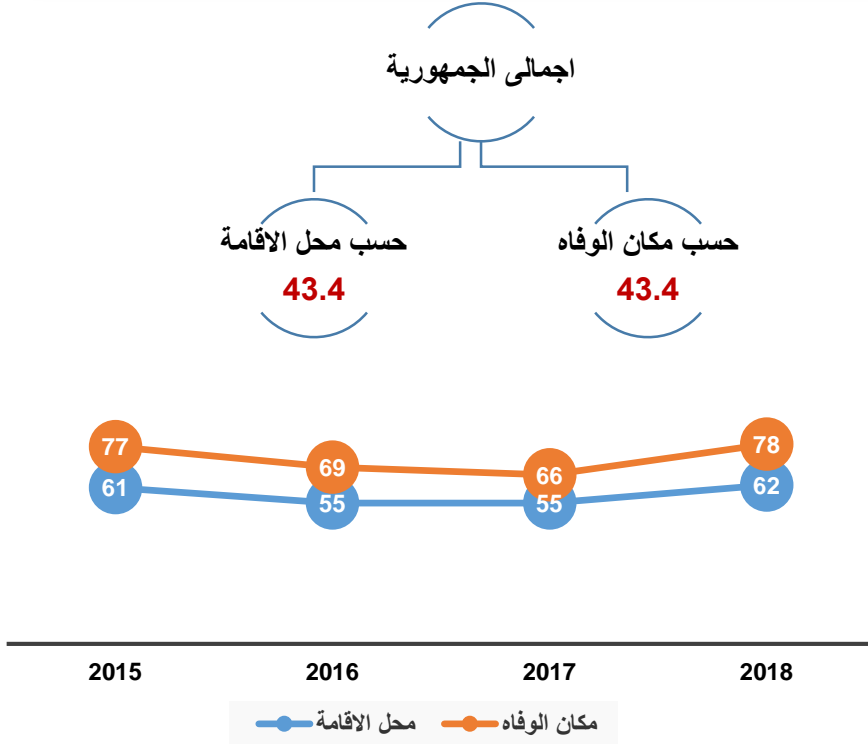 اجمالى الجمهورية
حسب مكان الوفاه
43.4
حسب محل الاقامة
43.4
77
69
66
78
61
55
55
62
2015
2016
2017
2018
محل الاقامة
مكان الوفاه